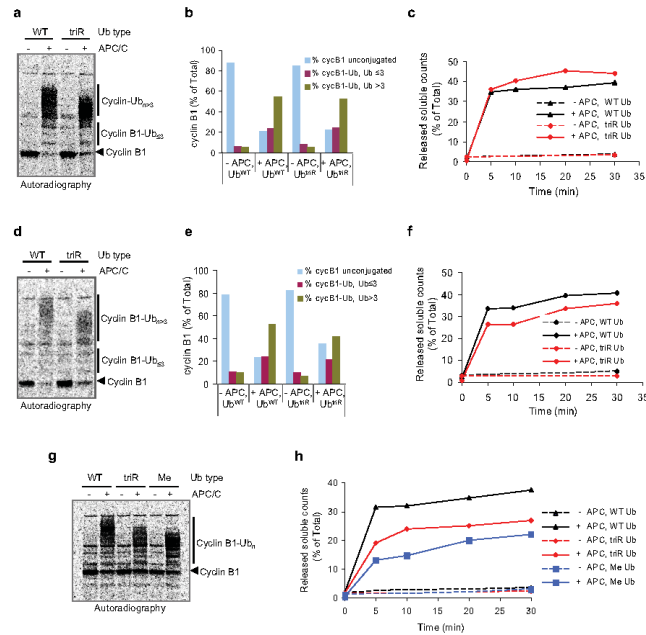 a
WT triR Ub type
- + - + APC/C
Cyclin-Ubn>3
Cyclin B1-Ub≤3
Cyclin B1
Autoradiography
b
% cycB1 unconjugated
% cycB1-Ub, Ub ≤3
% cycB1-Ub, Ub >3
cyclin B1 (% of Total)
100
80
60
40
20
0
- APC, UbWT
+ APC, UbWT
- APC, UbtriR
+ APC, UbtriR
c
Released soluble counts
(% of Total)
50
40
30
20
10
0
0 5 10 15 20 25 30 35
Time (min)
- APC, WT Ub
+ APC, WT Ub
- APC, triR Ub
+ APC, triR Ub
d
WT triR Ub type
- + - + APC/C
Cyclin B1-Ubn>3
Cyclin B1-Ub≤3
Cyclin B1
Autoradiography
e
% cycB1 unconjugated
% cycB1-Ub, Ub≤3
% cycB1-Ub, Ub>3
cyclin B1 (% of Total)
100
80
60
40
20
0
- APC, UbWT
+ APC, UbWT
- APC, UbtriR
+ APC, UbtriR
f
Released soluble counts
(% of Total)
50
40
30
20
10
0
0 5 10 15 20 25 30 35
Time (min)
- APC, WT Ub
+ APC, WT Ub
- APC, triR Ub
+ APC, triR Ub
g
WT triR Me Ub type
- + - + - + APC/C
Cyclin B1-Ubn
Cyclin B1
Autoradiography
h
Released soluble counts
(% of Total)
40
30
20
10
0
0 5 10 15 20 25 30
Time (min)
- APC, WT Ub
+ APC, WT Ub
- APC, triR Ub
+ APC, triR Ub
- APC, Me Ub
+ APC, Me Ub